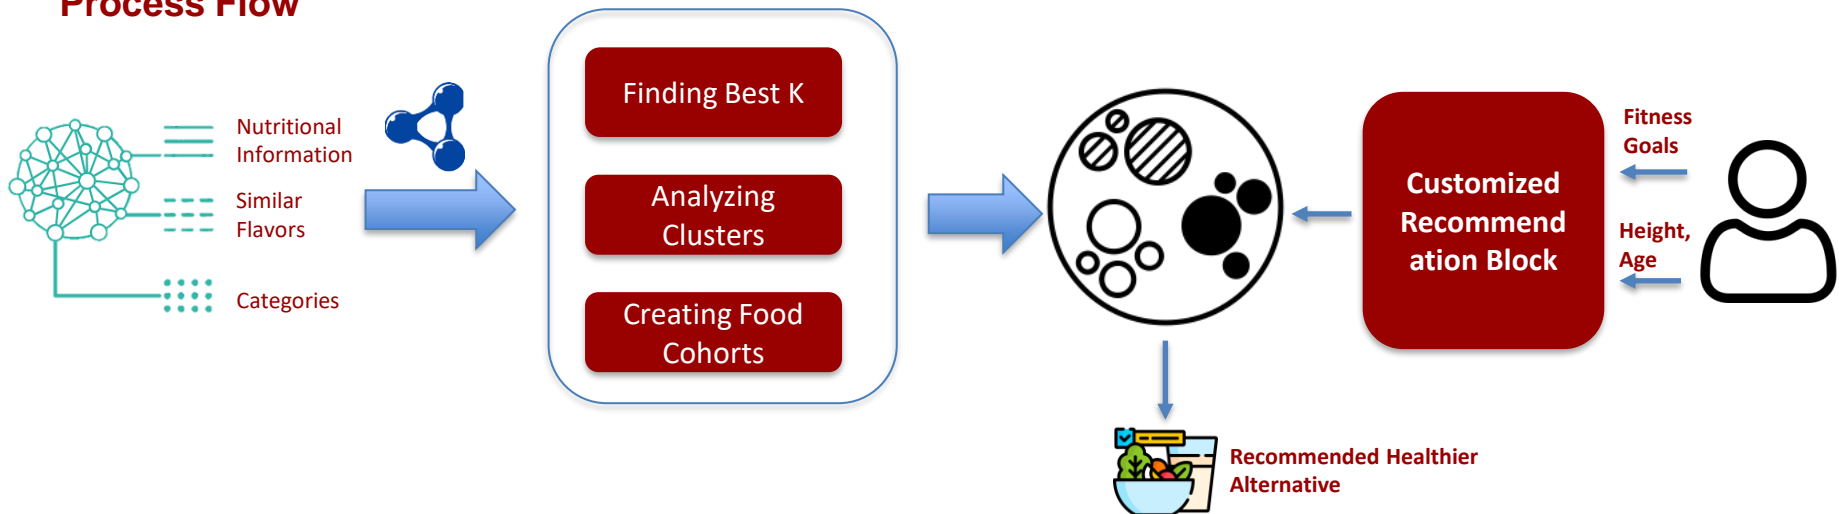 Process Flow
Nutritional
Information
Similar
Flavors
Categories
Finding Best K
Analyzing
Clusters
Creating Food
Cohorts
Customized
Recommend
ation Block
Fitness
Goals
Height,
Age
Recommended Healthier
Alternative